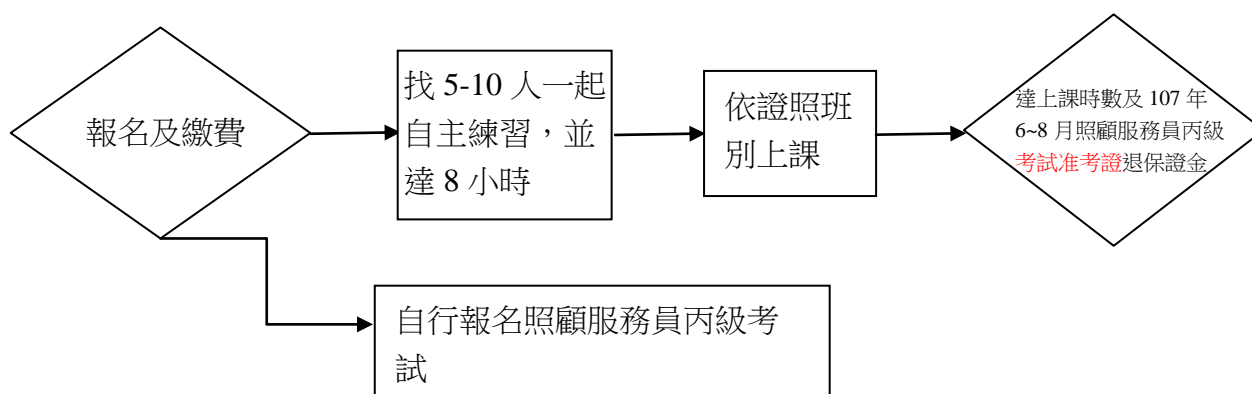 報名及繳費
找 5-10 人一起
自主練習，並
達 8 小時
依證照班
別上課
達上課時數及 107 年
6~8 月照顧服務員丙級
考試准考證退保證金
自行報名照顧服務員丙級考
試